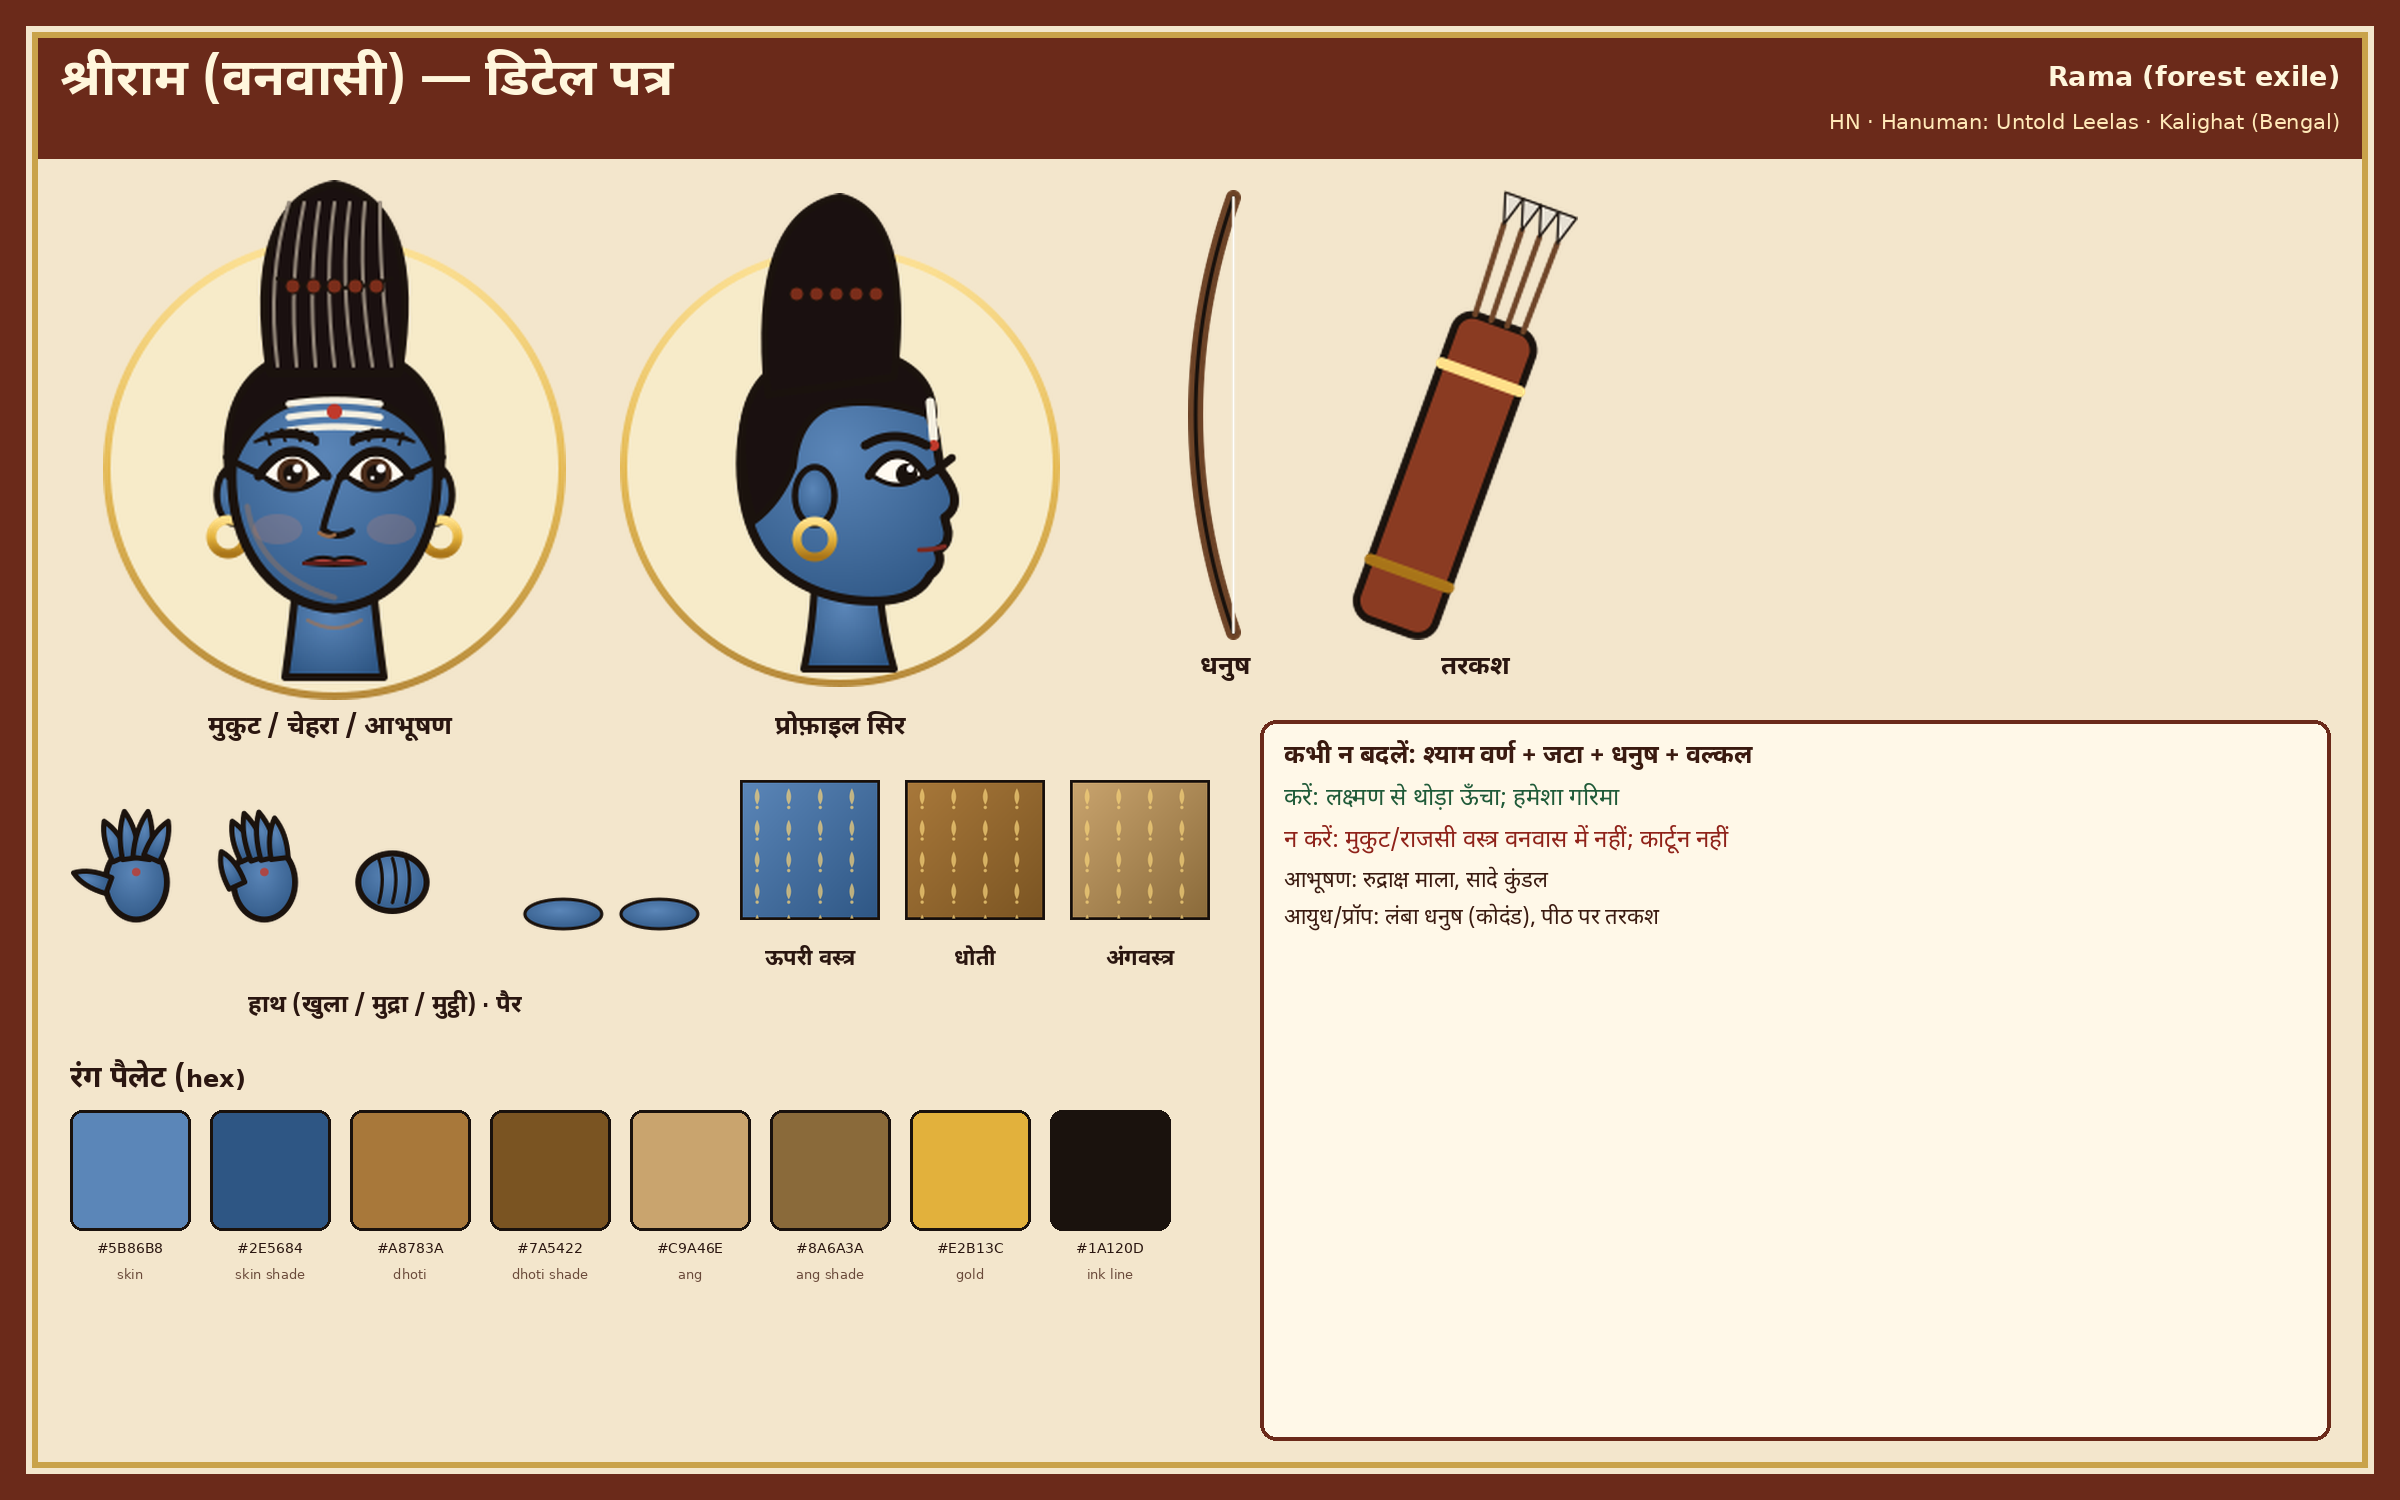 श्रीराम (वनवासी) — डिटेल पत्र
Rama (forest exile)
HN · Hanuman: Untold Leelas · Kalighat (Bengal)
धनुष
तरकश
मुकुट / चेहरा / आभूषण
प्रोफ़ाइल सिर
कभी न बदलें: श्याम वर्ण + जटा + धनुष + वल्कल
करें: लक्ष्मण से थोड़ा ऊँचा; हमेशा गरिमा
न करें: मुकुट/राजसी वस्त्र वनवास में नहीं; कार्टून नहीं
आभूषण: रुद्राक्ष माला, सादे कुंडल
आयुध/प्रॉप: लंबा धनुष (कोदंड), पीठ पर तरकश
ऊपरी वस्त्र
धोती
अंगवस्त्र
हाथ (खुला / मुद्रा / मुट्ठी) · पैर
रंग पैलेट (hex)
#5B86B8
#2E5684
#A8783A
#7A5422
#C9A46E
#8A6A3A
#E2B13C
#1A120D
skin
skin shade
dhoti
dhoti shade
ang
ang shade
gold
ink line